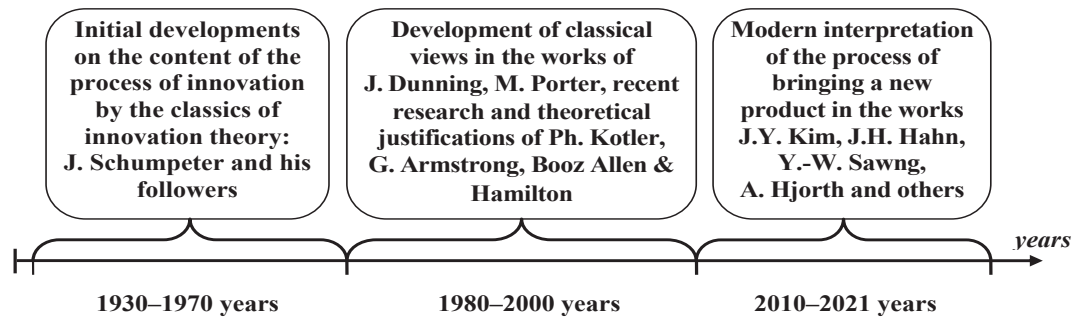 Initial developments
on the content of the
process of innovation
by the classics of
innovation theory:
J. Schumpeter and his
followers
Development of classical
views in the works of
J. Dunning, M. Porter, recent
research and theoretical
justifications of Ph. Kotler,
G. Armstrong, Booz Allen &
Hamilton
Modern interpretation
of the process of
bringing a new
product in the works
J.Y. Kim, J.H. Hahn,
Y.-W. Sawng,
A. Hjorth and others
years
1930–1970 years
1980–2000 years
2010–2021 years